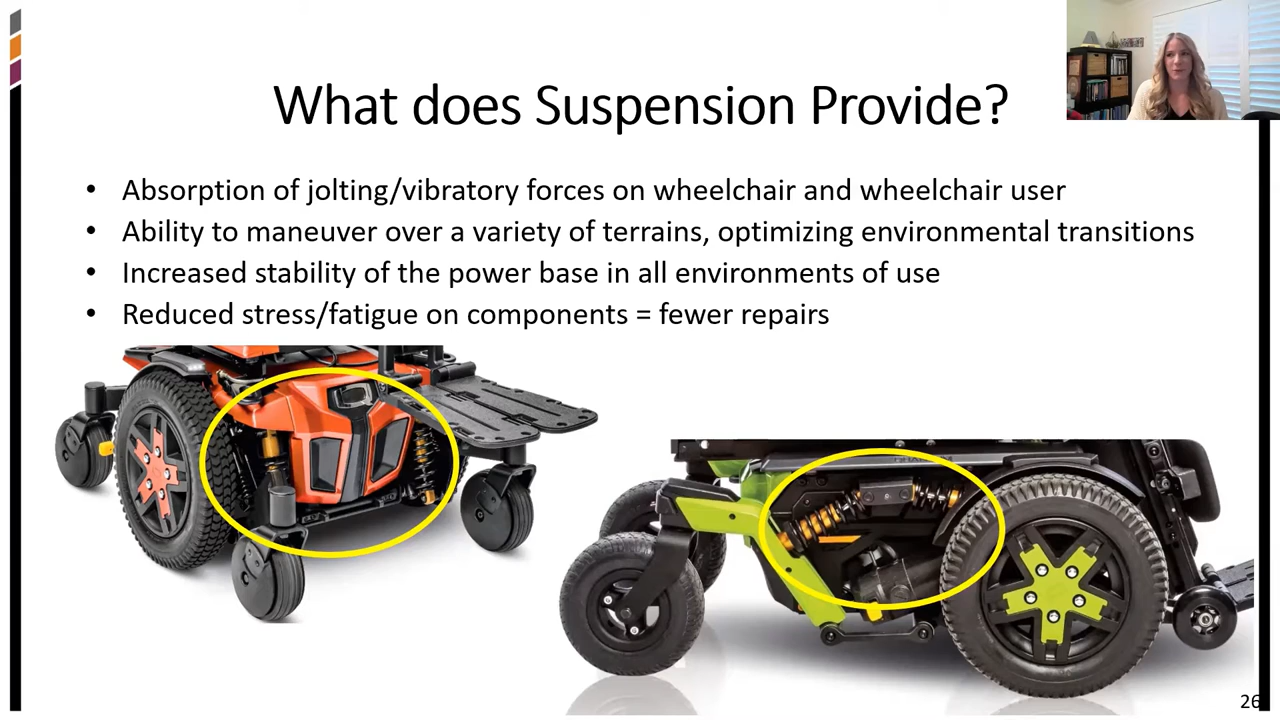 What does Suspension Provide?
• Absorption of jolting/vibratory forces on wheelchair and wheelchair user
• Ability to maneuver over a variety of terrains, optimizing environmental transitions
• Increased stability of the power base in all environments of use
• Reduced stress/fatigue on components = fewer repairs
26